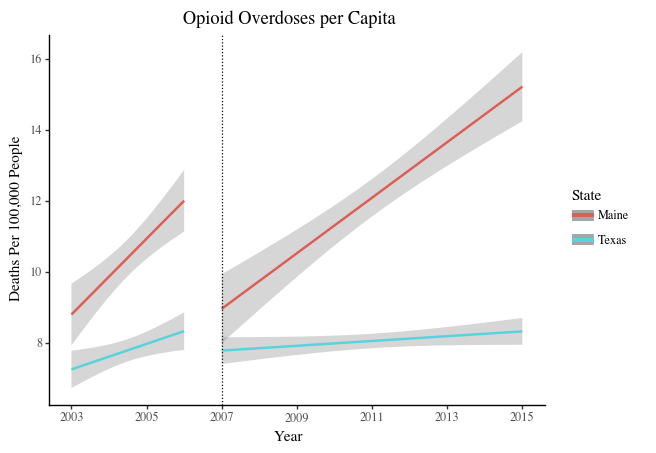 Opioid Overdoses per Capita
16
14
12
10
8
Deaths Per 100,000 People
2003 2005 2007 2009 2011 2013 2015
Year
State
Maine
Texas